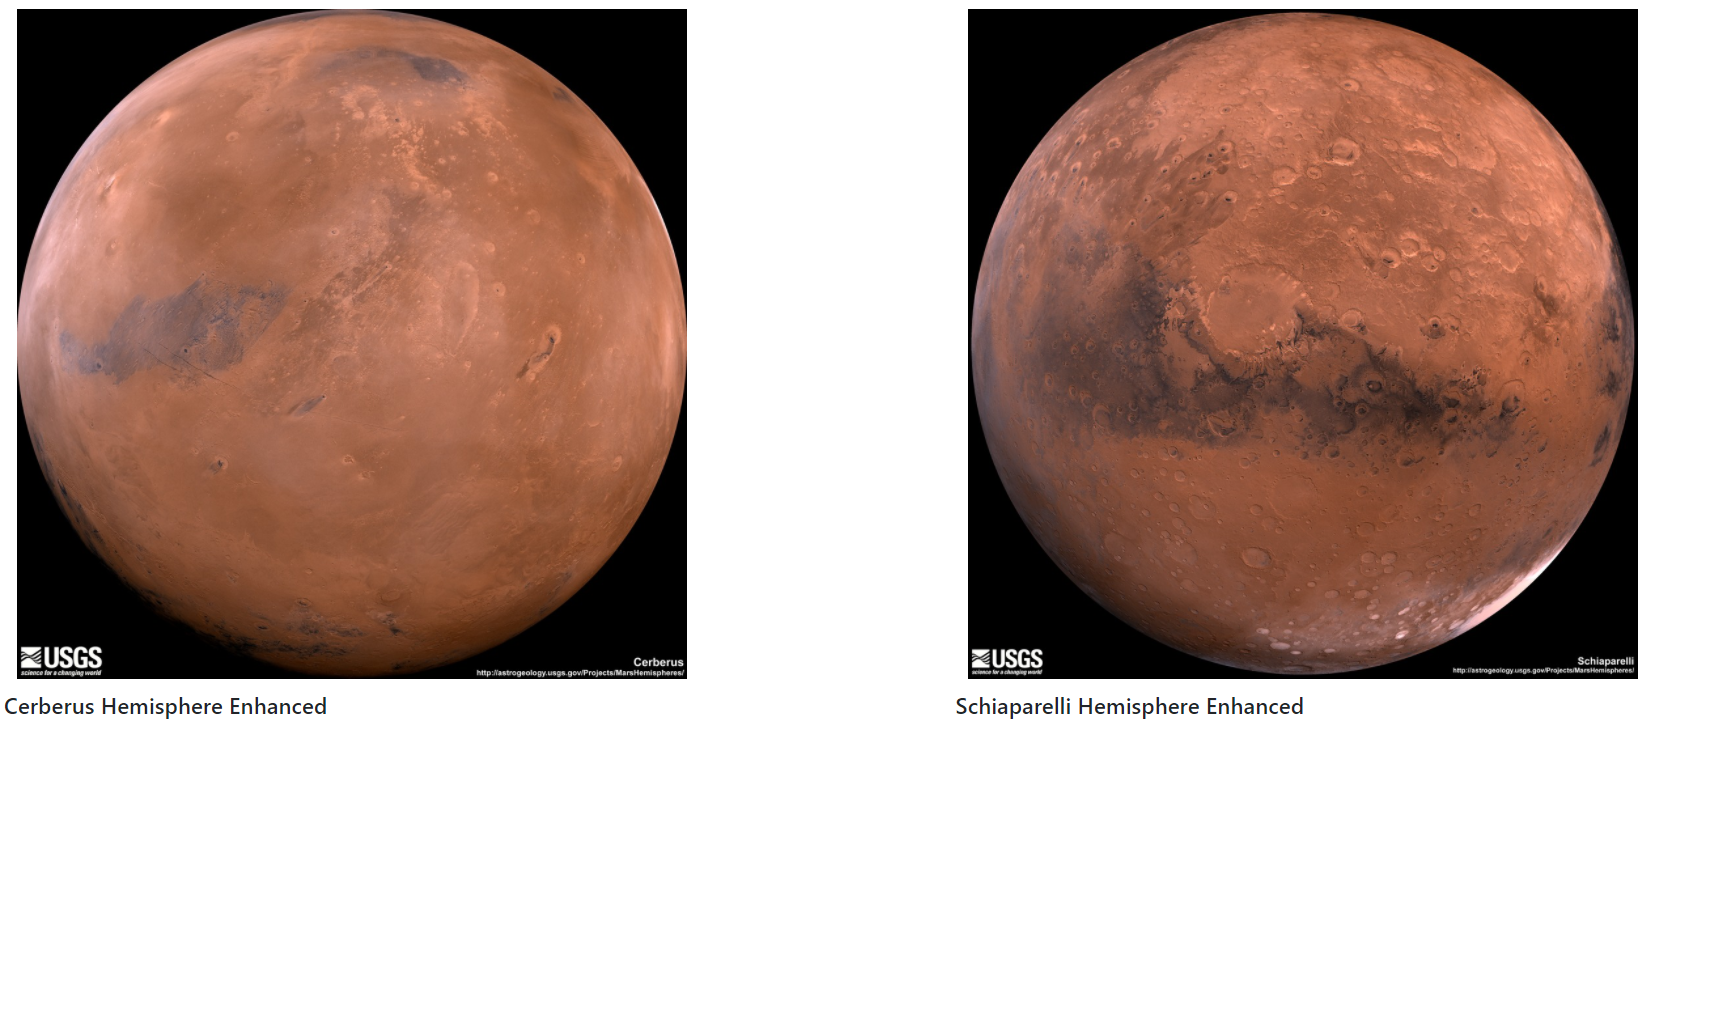 USGS
science for a changing world
Cerberus
http://astrogeology.usgs.gov/Projects/MarsHemispheres/
Cerberus Hemisphere Enhanced
USGS
science for a changing world
Schiaparelli
http://astrogeology.usgs.gov/Projects/MarsHemispheres/
Schiaparelli Hemisphere Enhanced